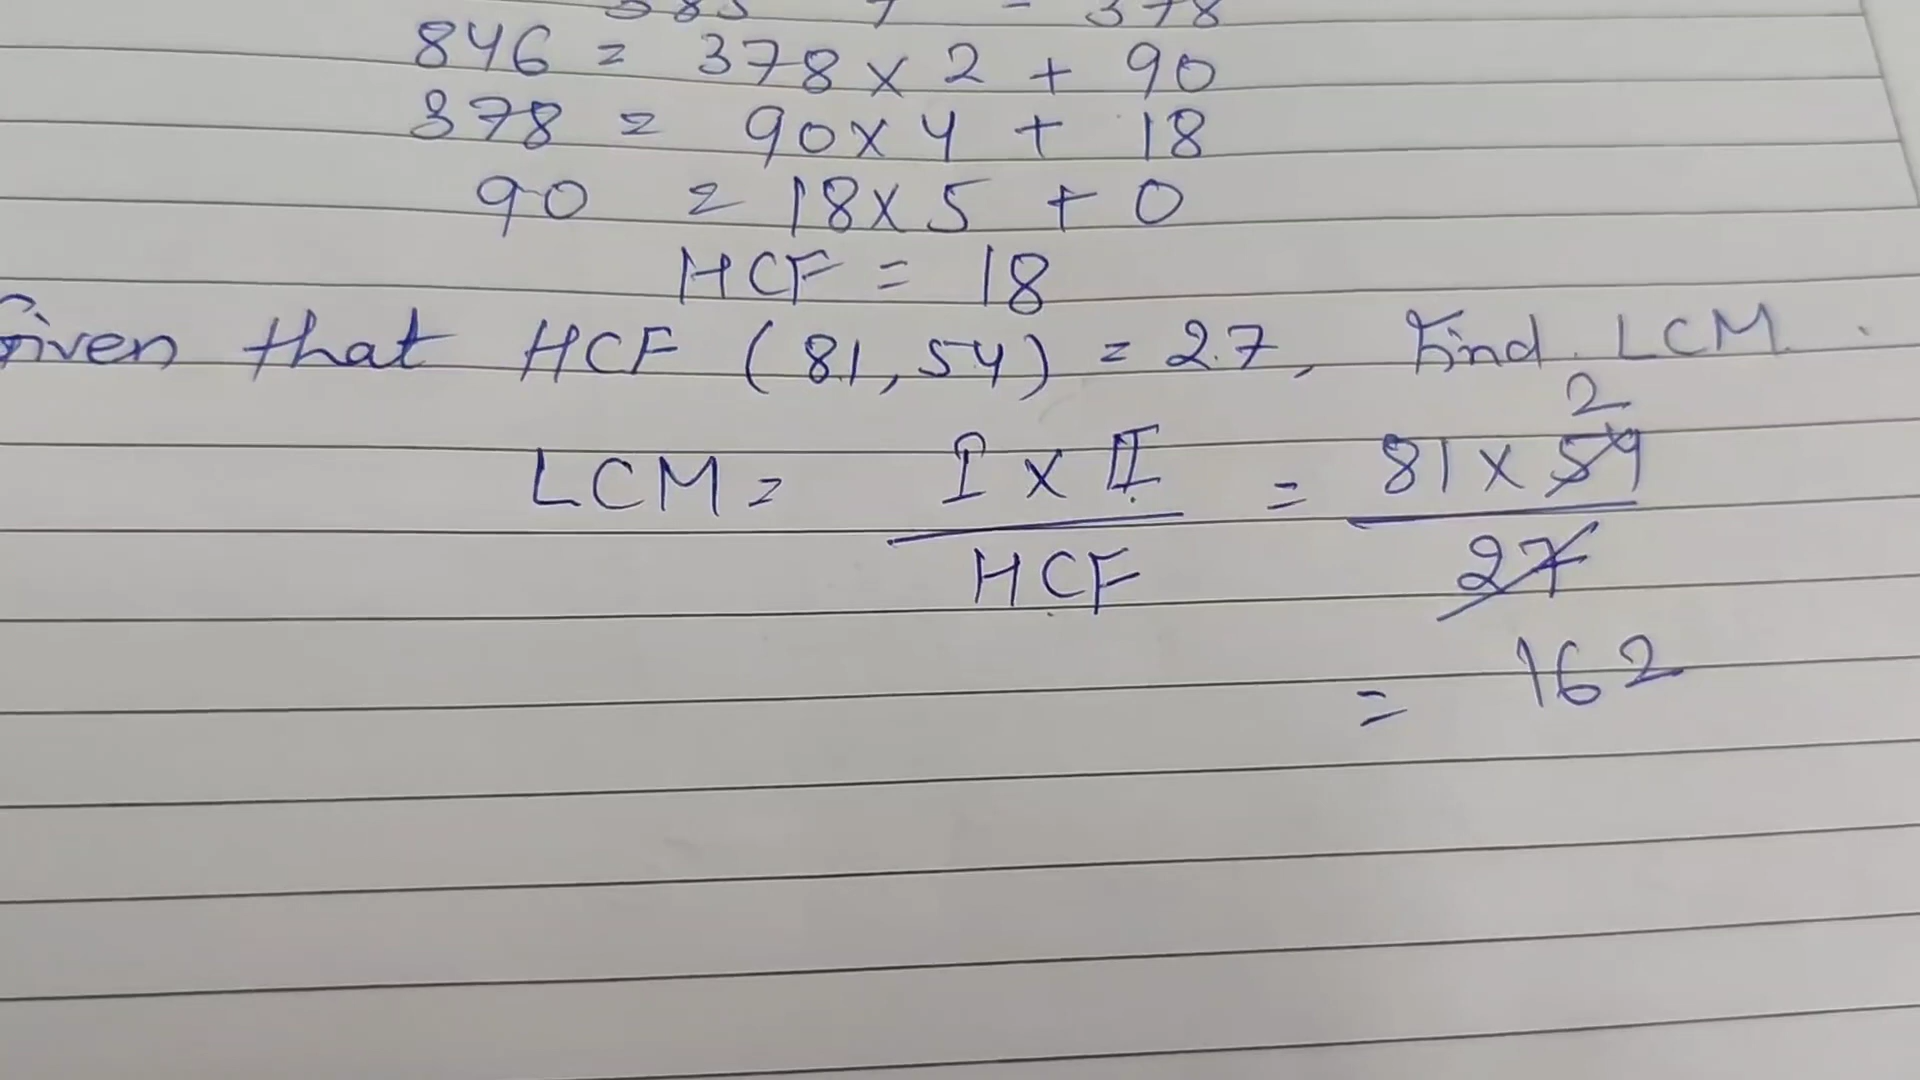 846 = 378 x 2 + 90
378 = 90 x 4 + 18
90 = 18 x 5 + 0
HCF = 18
Given that HCF (81, 54) = 27, Find LCM.
2
LCM = I x II = 81 x 54
HCF 27
= 162